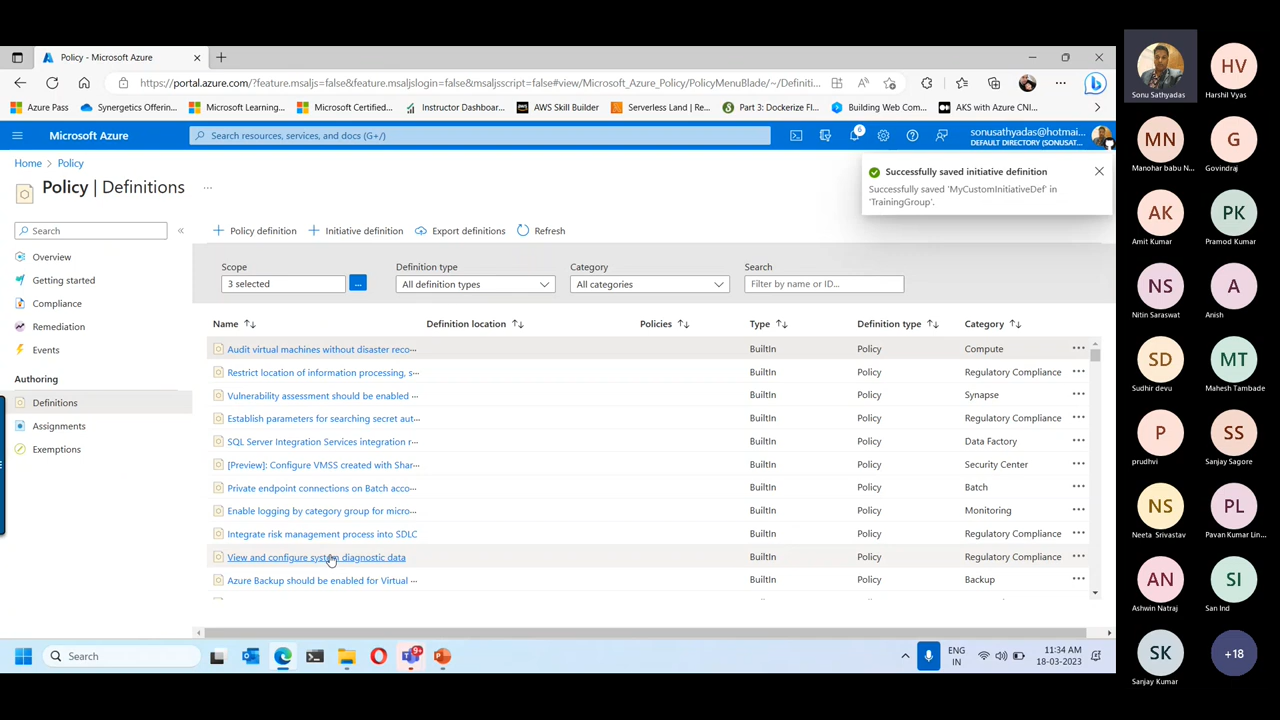 Policy - Microsoft Azure
https://portal.azure.com/?feature.msaljs=false&feature.msaljslogin=false&msaljsscript=false#view/Microsoft_Azure_Policy/PolicyMenuBlade/~/Definiti...
Azure Pass
Synergetics Offerin...
Microsoft Learning...
Microsoft Certified...
Instructor Dashboar...
AWS Skill Builder
Serverless Land | Re...
Part 3: Dockerize Fl...
Building Web Com...
AKS with Azure CNI...
Microsoft Azure
Search resources, services, and docs (G+/)
6
sonusathyadas@hotmai...
DEFAULT DIRECTORY (SONUSAT...
Home > Policy
Policy | Definitions ...
Successfully saved initiative definition
Successfully saved 'MyCustomInitiativeDef' in
'TrainingGroup'.
Search
Overview
Getting started
Compliance
Remediation
Events
Authoring
Definitions
Assignments
Exemptions
Policy definition
Initiative definition
Export definitions
Refresh
Scope
3 selected
...
Definition type
All definition types
Category
All categories
Search
Filter by name or ID...
Name Definition location Policies Type Definition type Category
Audit virtual machines without disaster reco... BuiltIn Policy Compute ...
Restrict location of information processing, s... BuiltIn Policy Regulatory Compliance ...
Vulnerability assessment should be enabled ... BuiltIn Policy Synapse ...
Establish parameters for searching secret aut... BuiltIn Policy Regulatory Compliance ...
SQL Server Integration Services integration r... BuiltIn Policy Data Factory ...
[Preview]: Configure VMSS created with Shar... BuiltIn Policy Security Center ...
Private endpoint connections on Batch acco... BuiltIn Policy Batch ...
Enable logging by category group for micro... BuiltIn Policy Monitoring ...
Integrate risk management process into SDLC BuiltIn Policy Regulatory Compliance ...
View and configure system diagnostic data BuiltIn Policy Regulatory Compliance ...
Azure Backup should be enabled for Virtual ... BuiltIn Policy Backup ...
Search
9+
ENG
IN
11:34 AM
18-03-2023
Sonu Sathyadas
HV
Harshil Vyas
MN
Manohar babu N...
G
Govindraj
AK
Amit Kumar
PK
Pramod Kumar
NS
Nitin Saraswat
A
Anish
SD
Sudhir devu
MT
Mahesh Tambade
P
prudhvi
SS
Sanjay Sagore
NS
Neeta Srivastav
PL
Pavan Kumar Lin...
AN
Ashwin Natraj
SI
San Ind
SK
Sanjay Kumar
+18